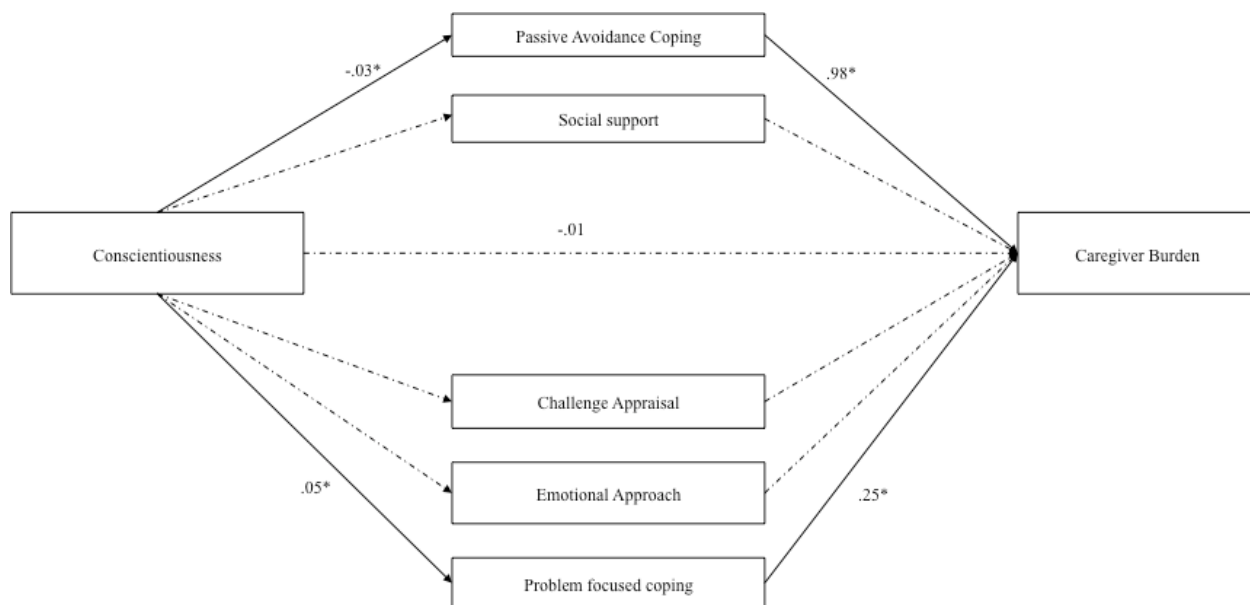 Passive Avoidance Coping
-.03*
.98*
Social support
-.01
Conscientiousness
Caregiver Burden
Challenge Appraisal
Emotional Approach
.05*
.25*
Problem focused coping